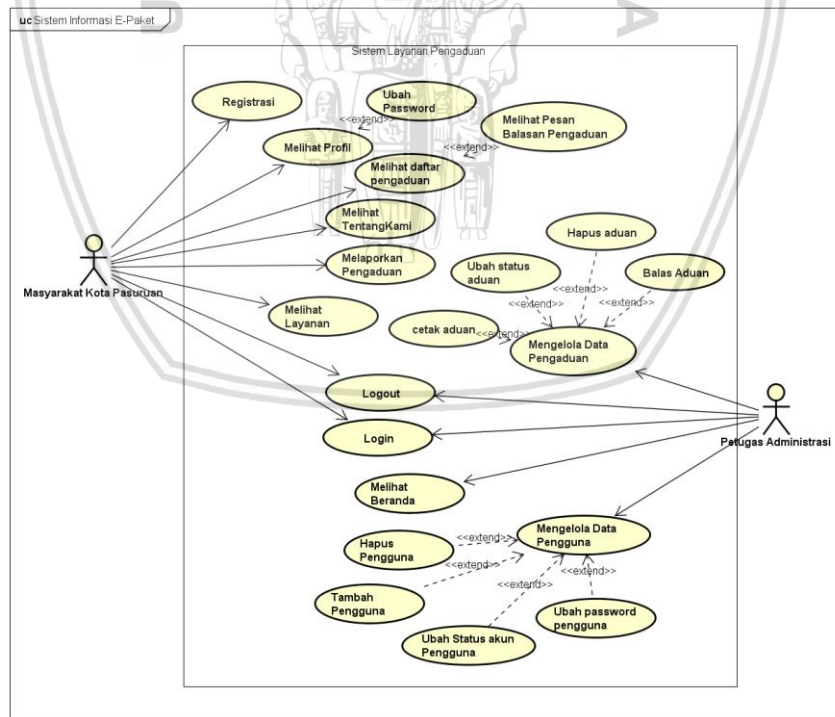 uc Sistem Informasi E-Paket
Sistem Layanan Pengaduan
Registrasi
Ubah
Password
<<extend>>
Melihat Profil
Melihat Pesan
Balasan Pengaduan
<<extend>>
Melihat daftar
pengaduan
Melihat
TentangKami
Melaporkan
Pengaduan
Melihat
Layanan
Masyarakat Kota Pasuruan
Hapus aduan
Ubah status
aduan
Balas Aduan
<<extend>>
<<extend>>
<<extend>>
cetak aduan
<<extend>>
Mengelola Data
Pengaduan
Logout
Login
Petugas Administrasi
Melihat
Beranda
Mengelola Data
Pengguna
Hapus
Pengguna
<<extend>>
<<extend>>
<<extend>>
<<extend>>
Tambah
Pengguna
Ubah Status akun
Pengguna
Ubah password
pengguna